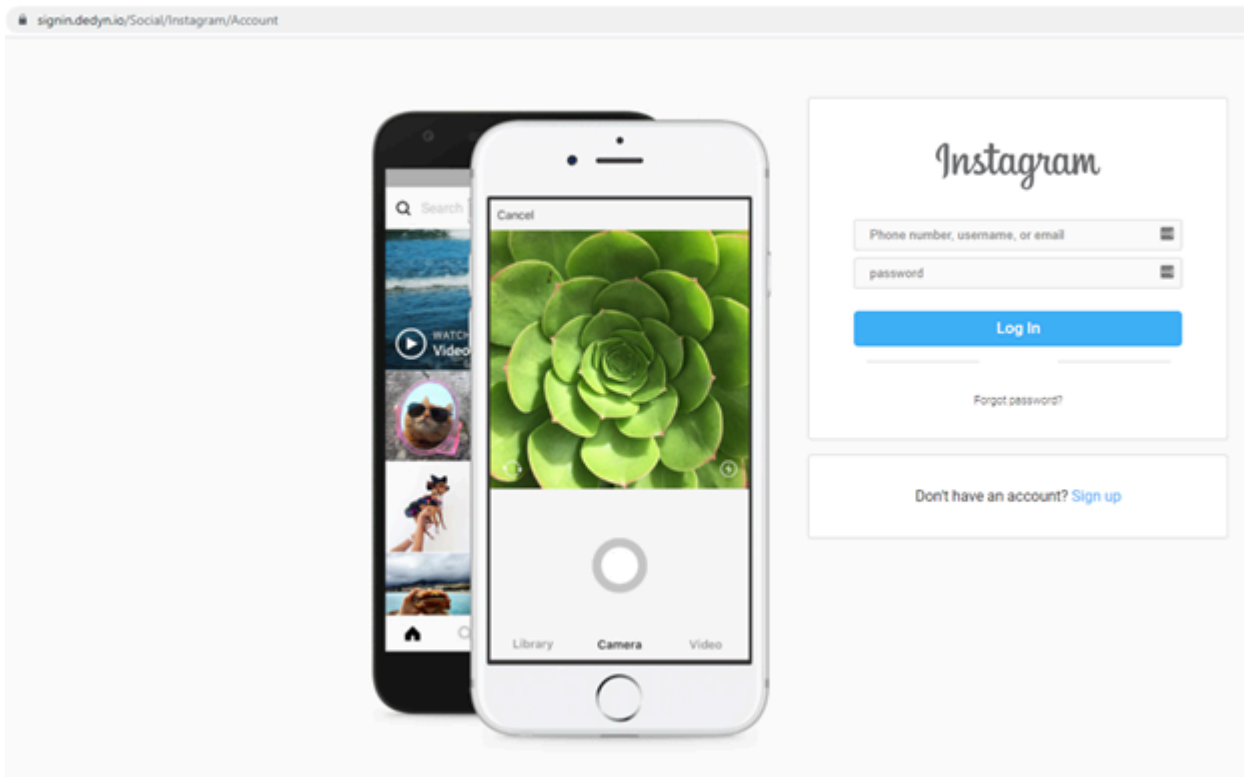 signin.dedyn.io/Social/Instagram/Account
Instagram
Search
Cancel
Phone number, username, or email
password
WATCH
Video
Log In
Forgot password?
Don't have an account? Sign up
Library Camera Video